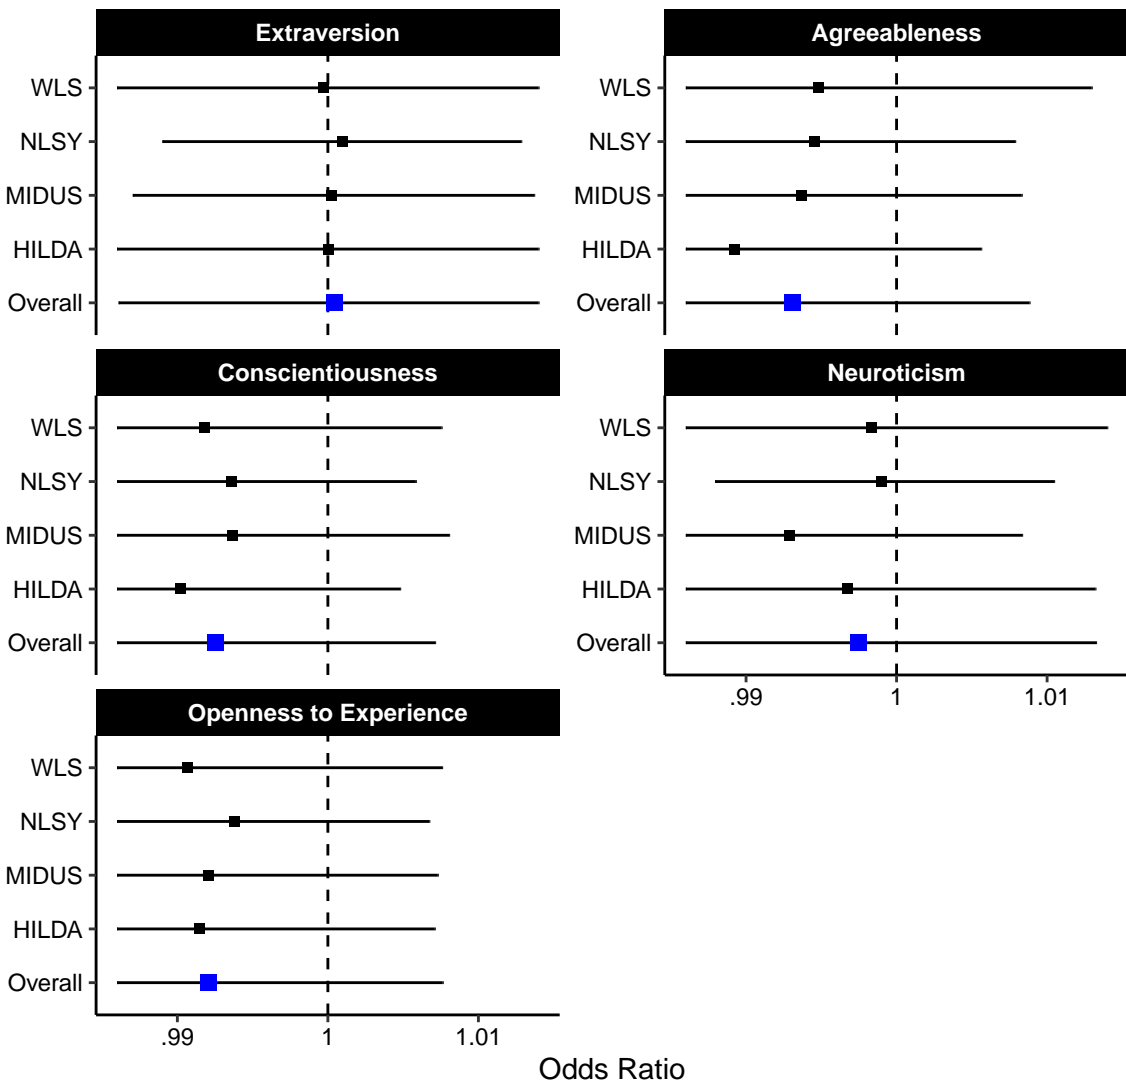 Extraversion
WLS
NLSY
MIDUS
HILDA
Overall
Agreeableness
WLS
NLSY
MIDUS
HILDA
Overall
Conscientiousness
WLS
NLSY
MIDUS
HILDA
Overall
Neuroticism
WLS
NLSY
MIDUS
HILDA
Overall
.99 1 1.01
Openness to Experience
WLS
NLSY
MIDUS
HILDA
Overall
.99 1 1.01
Odds Ratio